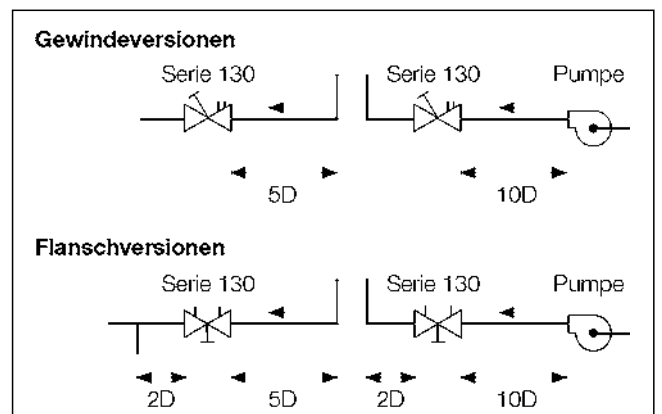 Gewindeversionen
Serie 130 Serie 130 Pumpe
5D 10D
Flanschversionen
Serie 130 Serie 130 Pumpe
2D 5D 2D 10D